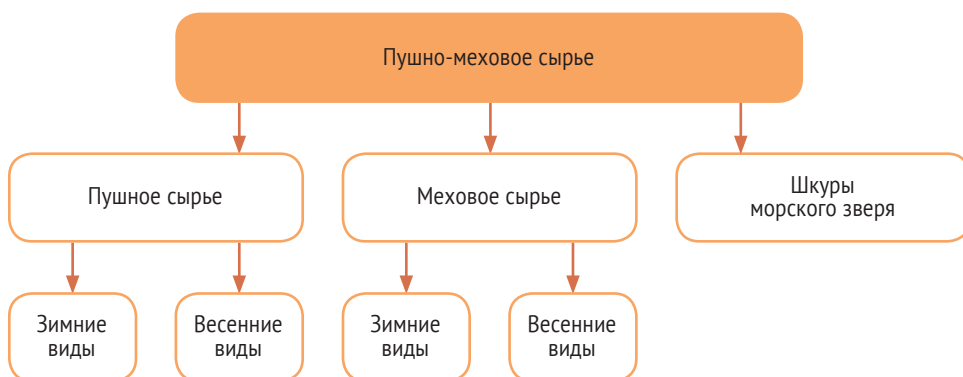 Пушно-меховое сырье
Пушное сырье
Меховое сырье
Шкуры
морского зверя
Зимние
виды
Весенние
виды
Зимние
виды
Весенние
виды